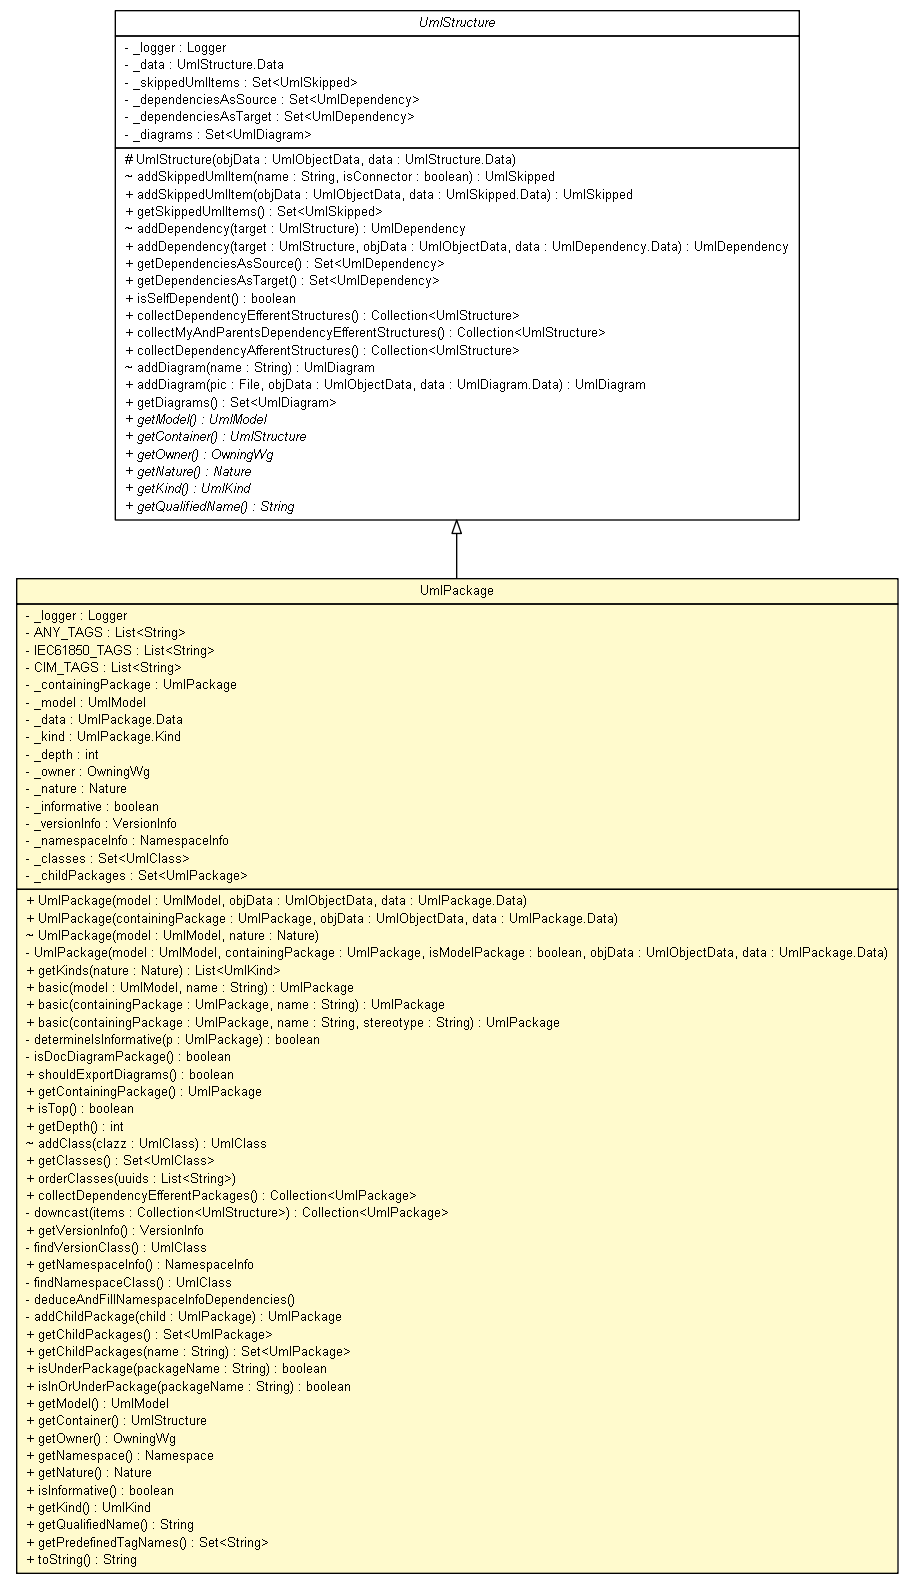 UmlStructure
- _logger : Logger
- _data : UmlStructure.Data
- _skippedUmlItems : Set<UmlSkipped>
- _dependenciesAsSource : Set<UmlDependency>
- _dependenciesAsTarget : Set<UmlDependency>
- _diagrams : Set<UmlDiagram>
# UmlStructure(objData : UmlObjectData, data : UmlStructure.Data)
~ addSkippedUmlItem(name : String, isConnector : boolean) : UmlSkipped
+ addSkippedUmlItem(objData : UmlObjectData, data : UmlSkipped.Data) : UmlSkipped
+ getSkippedUmlItems() : Set<UmlSkipped>
~ addDependency(target : UmlStructure) : UmlDependency
+ addDependency(target : UmlStructure, objData : UmlObjectData, data : UmlDependency.Data) : UmlDependency
+ getDependenciesAsSource() : Set<UmlDependency>
+ getDependenciesAsTarget() : Set<UmlDependency>
+ isSelfDependent() : boolean
+ collectDependencyEfferentStructures() : Collection<UmlStructure>
+ collectMyAndParentsDependencyEfferentStructures() : Collection<UmlStructure>
+ collectDependencyAfferentStructures() : Collection<UmlStructure>
~ addDiagram(name : String) : UmlDiagram
+ addDiagram(pic : File, objData : UmlObjectData, data : UmlDiagram.Data) : UmlDiagram
+ getDiagrams() : Set<UmlDiagram>
+ getModel() : UmlModel
+ getContainer() : UmlStructure
+ getOwner() : OwningWg
+ getNature() : Nature
+ getKind() : UmlKind
+ getQualifiedName() : String
UmlPackage
- _logger : Logger
- ANY_TAGS : List<String>
- IEC61850_TAGS : List<String>
- CIM_TAGS : List<String>
- _containingPackage : UmlPackage
- _model : UmlModel
- _data : UmlPackage.Data
- _kind : UmlPackage.Kind
- _depth : int
- _owner : OwningWg
- _nature : Nature
- _informative : boolean
- _versionInfo : VersionInfo
- _namespaceInfo : NamespaceInfo
- _classes : Set<UmlClass>
- _childPackages : Set<UmlPackage>
+ UmlPackage(model : UmlModel, objData : UmlObjectData, data : UmlPackage.Data)
+ UmlPackage(containingPackage : UmlPackage, objData : UmlObjectData, data : UmlPackage.Data)
~ UmlPackage(model : UmlModel, nature : Nature)
- UmlPackage(model : UmlModel, containingPackage : UmlPackage, isModelPackage : boolean, objData : UmlObjectData, data : UmlPackage.Data)
+ getKinds(nature : Nature) : List<UmlKind>
+ basic(model : UmlModel, name : String) : UmlPackage
+ basic(containingPackage : UmlPackage, name : String) : UmlPackage
+ basic(containingPackage : UmlPackage, name : String, stereotype : String) : UmlPackage
- determineIsInformative(p : UmlPackage) : boolean
- isDocDiagramPackage() : boolean
+ shouldExportDiagrams() : boolean
+ getContainingPackage() : UmlPackage
+ isTop() : boolean
+ getDepth() : int
~ addClass(clazz : UmlClass) : UmlClass
+ getClasses() : Set<UmlClass>
+ orderClasses(uuids : List<String>)
+ collectDependencyEfferentPackages() : Collection<UmlPackage>
- downcast(items : Collection<UmlStructure>) : Collection<UmlPackage>
+ getVersionInfo() : VersionInfo
- findVersionClass() : UmlClass
+ getNamespaceInfo() : NamespaceInfo
- findNamespaceClass() : UmlClass
- deduceAndFillNamespaceInfoDependencies()
- addChildPackage(child : UmlPackage) : UmlPackage
+ getChildPackages() : Set<UmlPackage>
+ getChildPackages(name : String) : Set<UmlPackage>
+ isUnderPackage(packageName : String) : boolean
+ isInOrUnderPackage(packageName : String) : boolean
+ getModel() : UmlModel
+ getContainer() : UmlStructure
+ getOwner() : OwningWg
+ getNamespace() : Namespace
+ getNature() : Nature
+ isInformative() : boolean
+ getKind() : UmlKind
+ getQualifiedName() : String
+ getPredefinedTagNames() : Set<String>
+ toString() : String